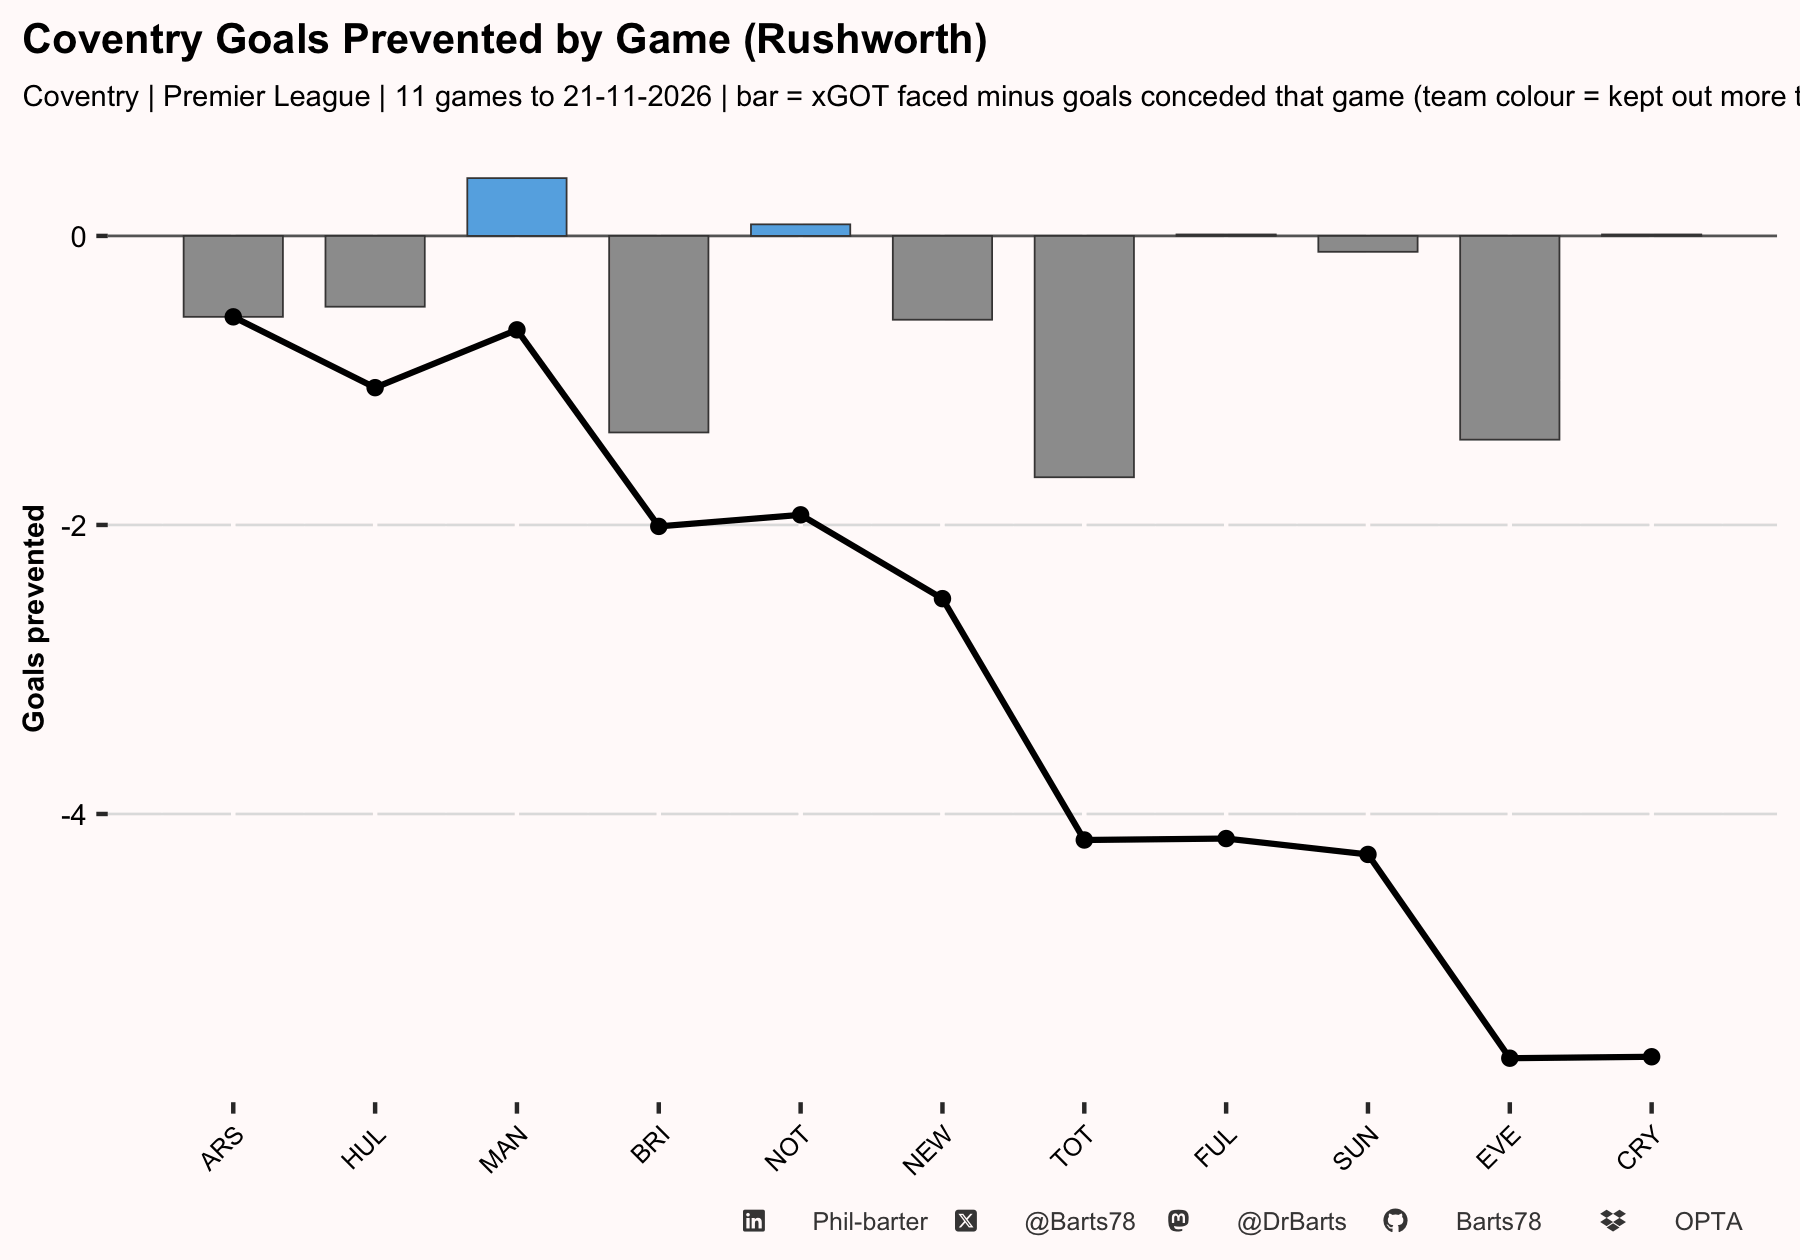 Coventry Goals Prevented by Game (Rushworth)
Coventry | Premier League | 11 games to 21-11-2026 | bar = xGOT faced minus goals conceded that game (team colour = kept out more t
0
-2
-4
Goals prevented
ARS
HUL
MAN
BRI
NOT
NEW
TOT
FUL
SUN
EVE
CRY
Phil-barter @Barts78 @DrBarts Barts78 OPTA